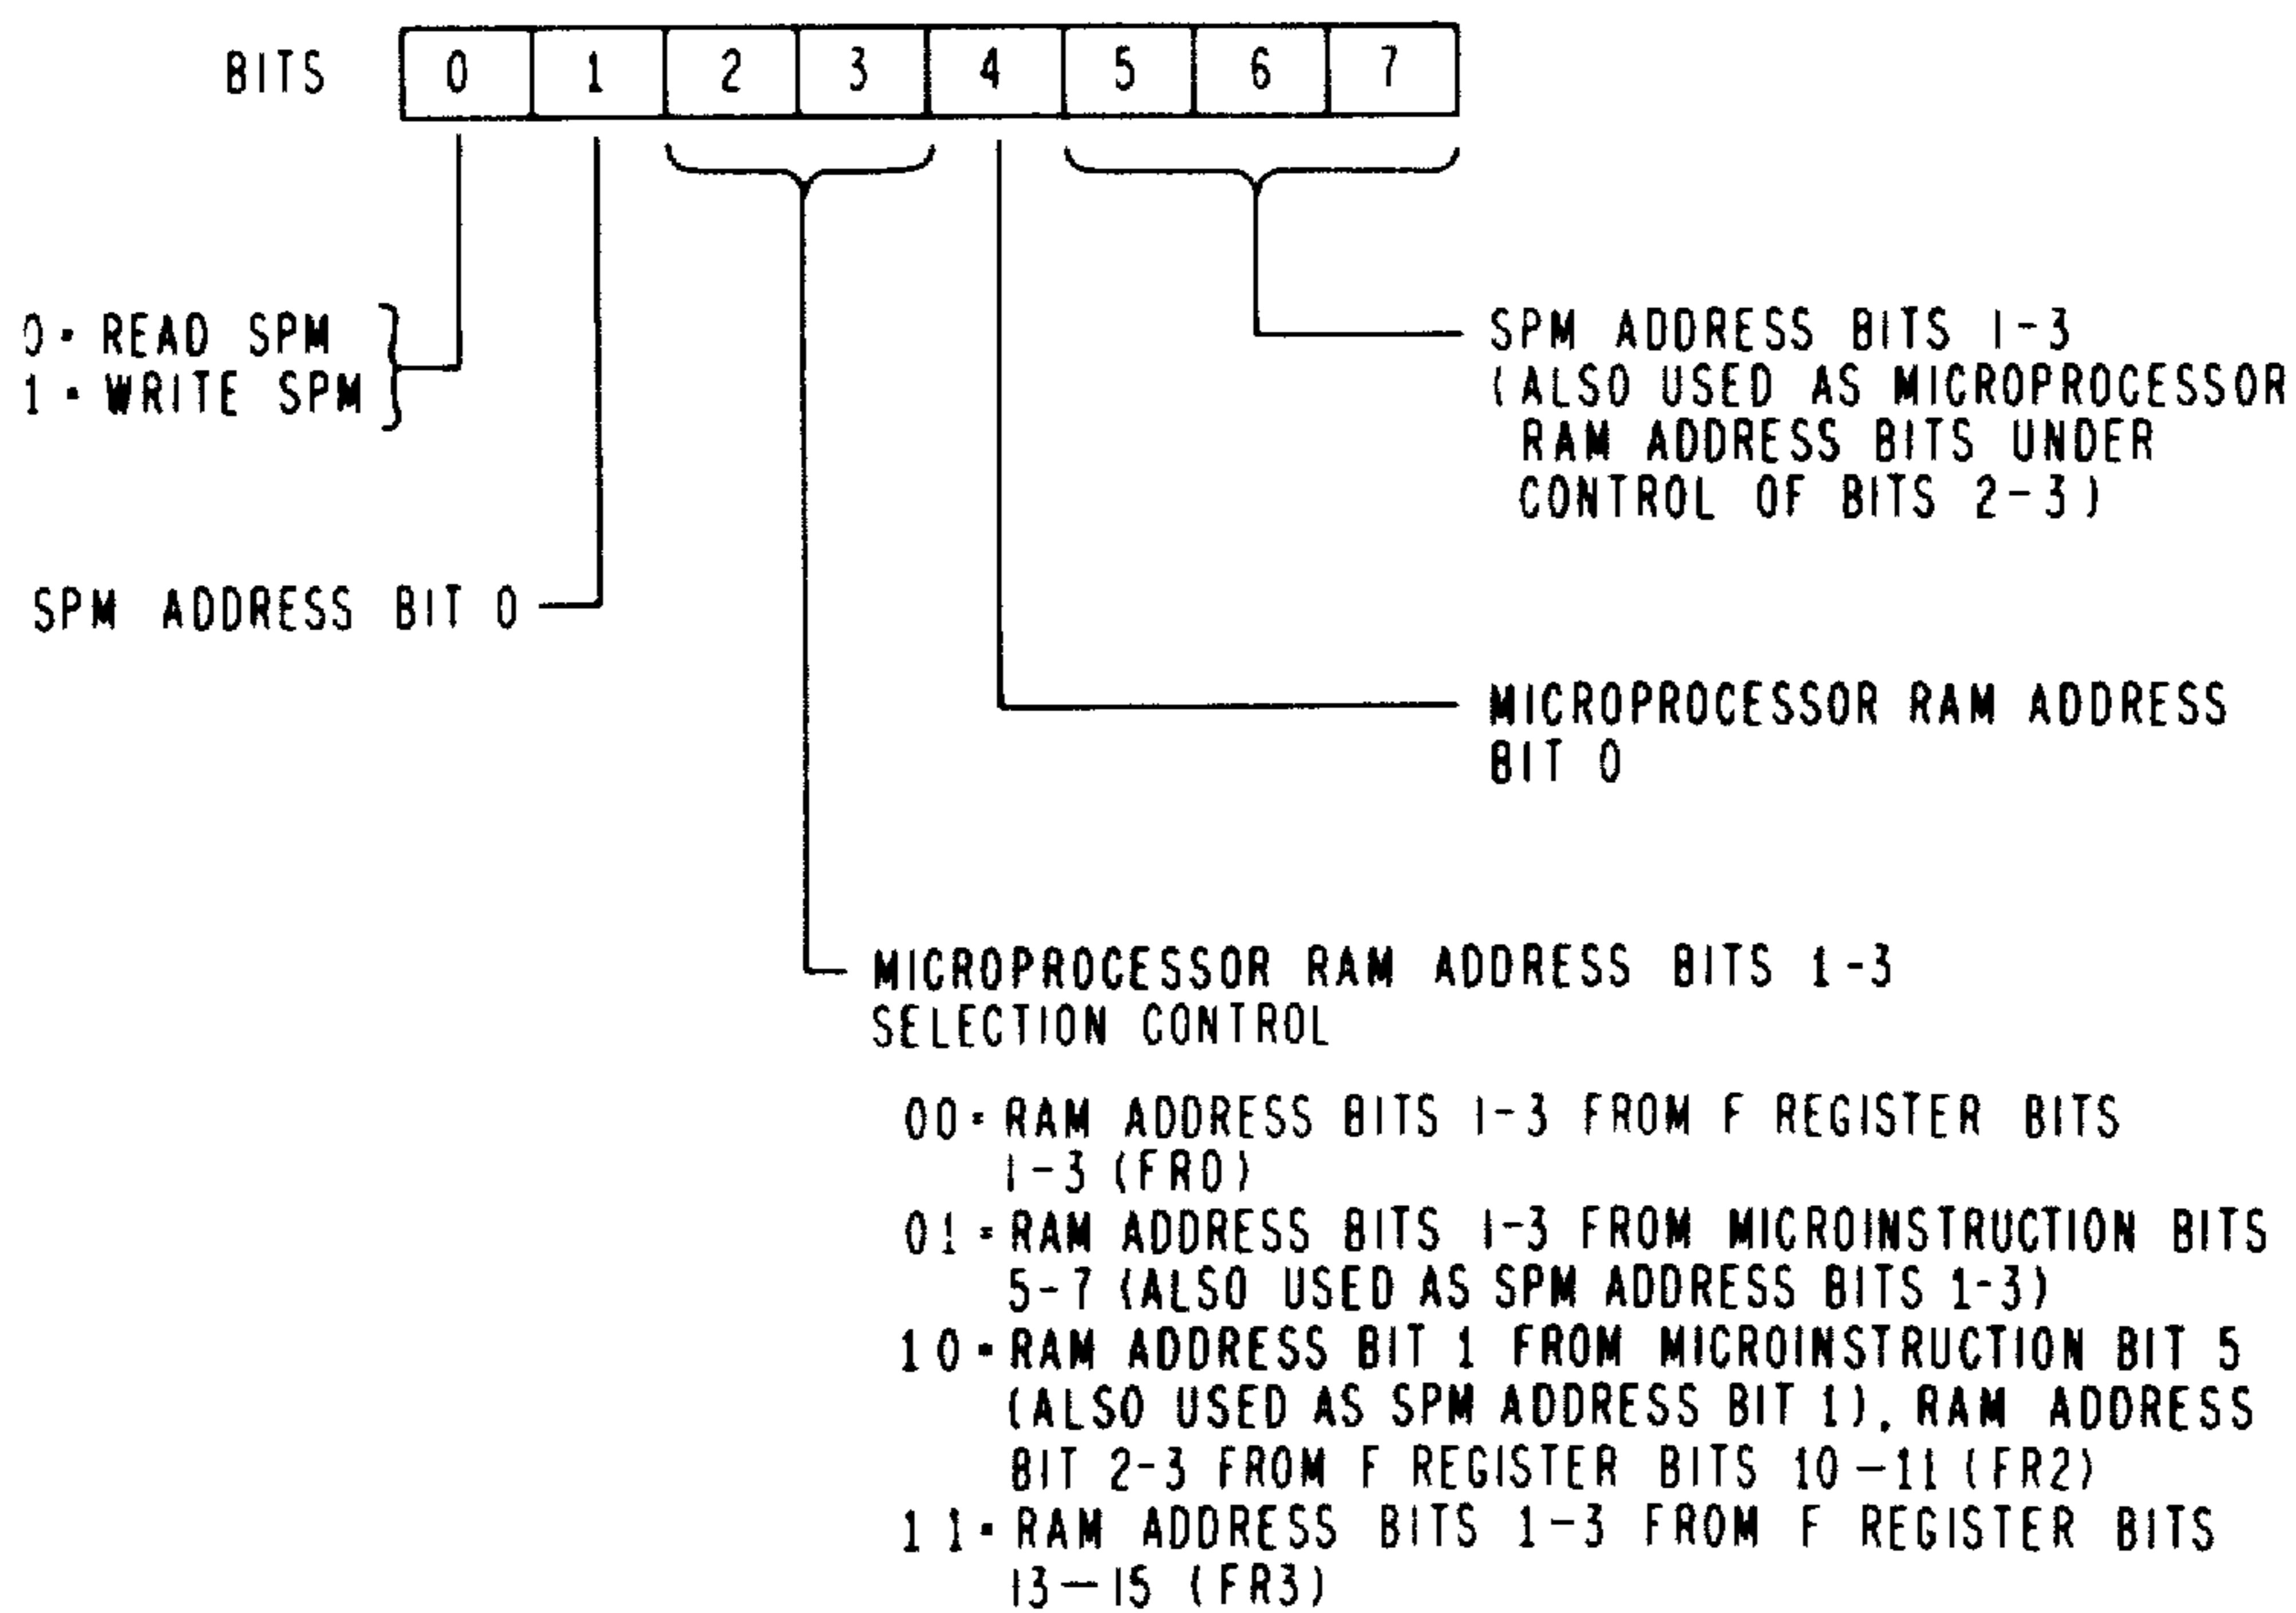 BITS 0 1 2 3 4 5 6 7
0 = READ SPM
1 = WRITE SPM
SPM ADDRESS BITS 1-3
(ALSO USED AS MICROPROCESSOR
RAM ADDRESS BITS UNDER
CONTROL OF BITS 2-3)
SPM ADDRESS BIT 0
MICROPROCESSOR RAM ADDRESS
BIT 0
MICROPROCESSOR RAM ADDRESS BITS 1-3
SELECTION CONTROL
00 = RAM ADDRESS BITS 1-3 FROM F REGISTER BITS
1-3 (FR0)
01 = RAM ADDRESS BITS 1-3 FROM MICROINSTRUCTION BITS
5-7 (ALSO USED AS SPM ADDRESS BITS 1-3)
10 = RAM ADDRESS BIT 1 FROM MICROINSTRUCTION BIT 5
(ALSO USED AS SPM ADDRESS BIT 1), RAM ADDRESS
BIT 2-3 FROM F REGISTER BITS 10-11 (FR2)
11 = RAM ADDRESS BITS 1-3 FROM F REGISTER BITS
13-15 (FR3)